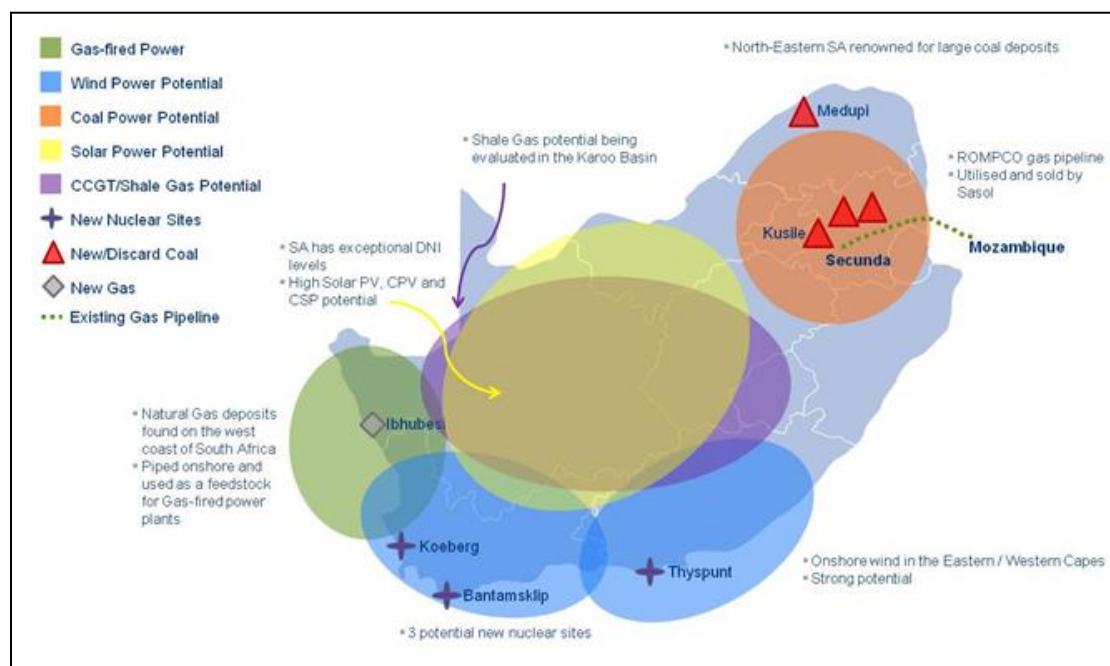 Gas-fired Power
Wind Power Potential
Coal Power Potential
Solar Power Potential
CCGT/Shale Gas Potential
New Nuclear Sites
New/Discard Coal
New Gas
Existing Gas Pipeline
North-Eastern SA renowned for large coal deposits
Medupi
Shale Gas potential being
evaluated in the Karoo Basin
ROMPCO gas pipeline
Utilised and sold by
Sasol
Kusile
Secunda
Mozambique
SA has exceptional DNI
levels
High Solar PV, CPV and
CSP potential
Natural Gas deposits
found on the west
coast of South Africa
Piped onshore and
used as a feedstock
for Gas-fired power
plants
Ibhubes
Koeberg
Bantamsklip
Thyspunt
Onshore wind in the Eastern / Western Capes
Strong potential
3 potential new nuclear sites